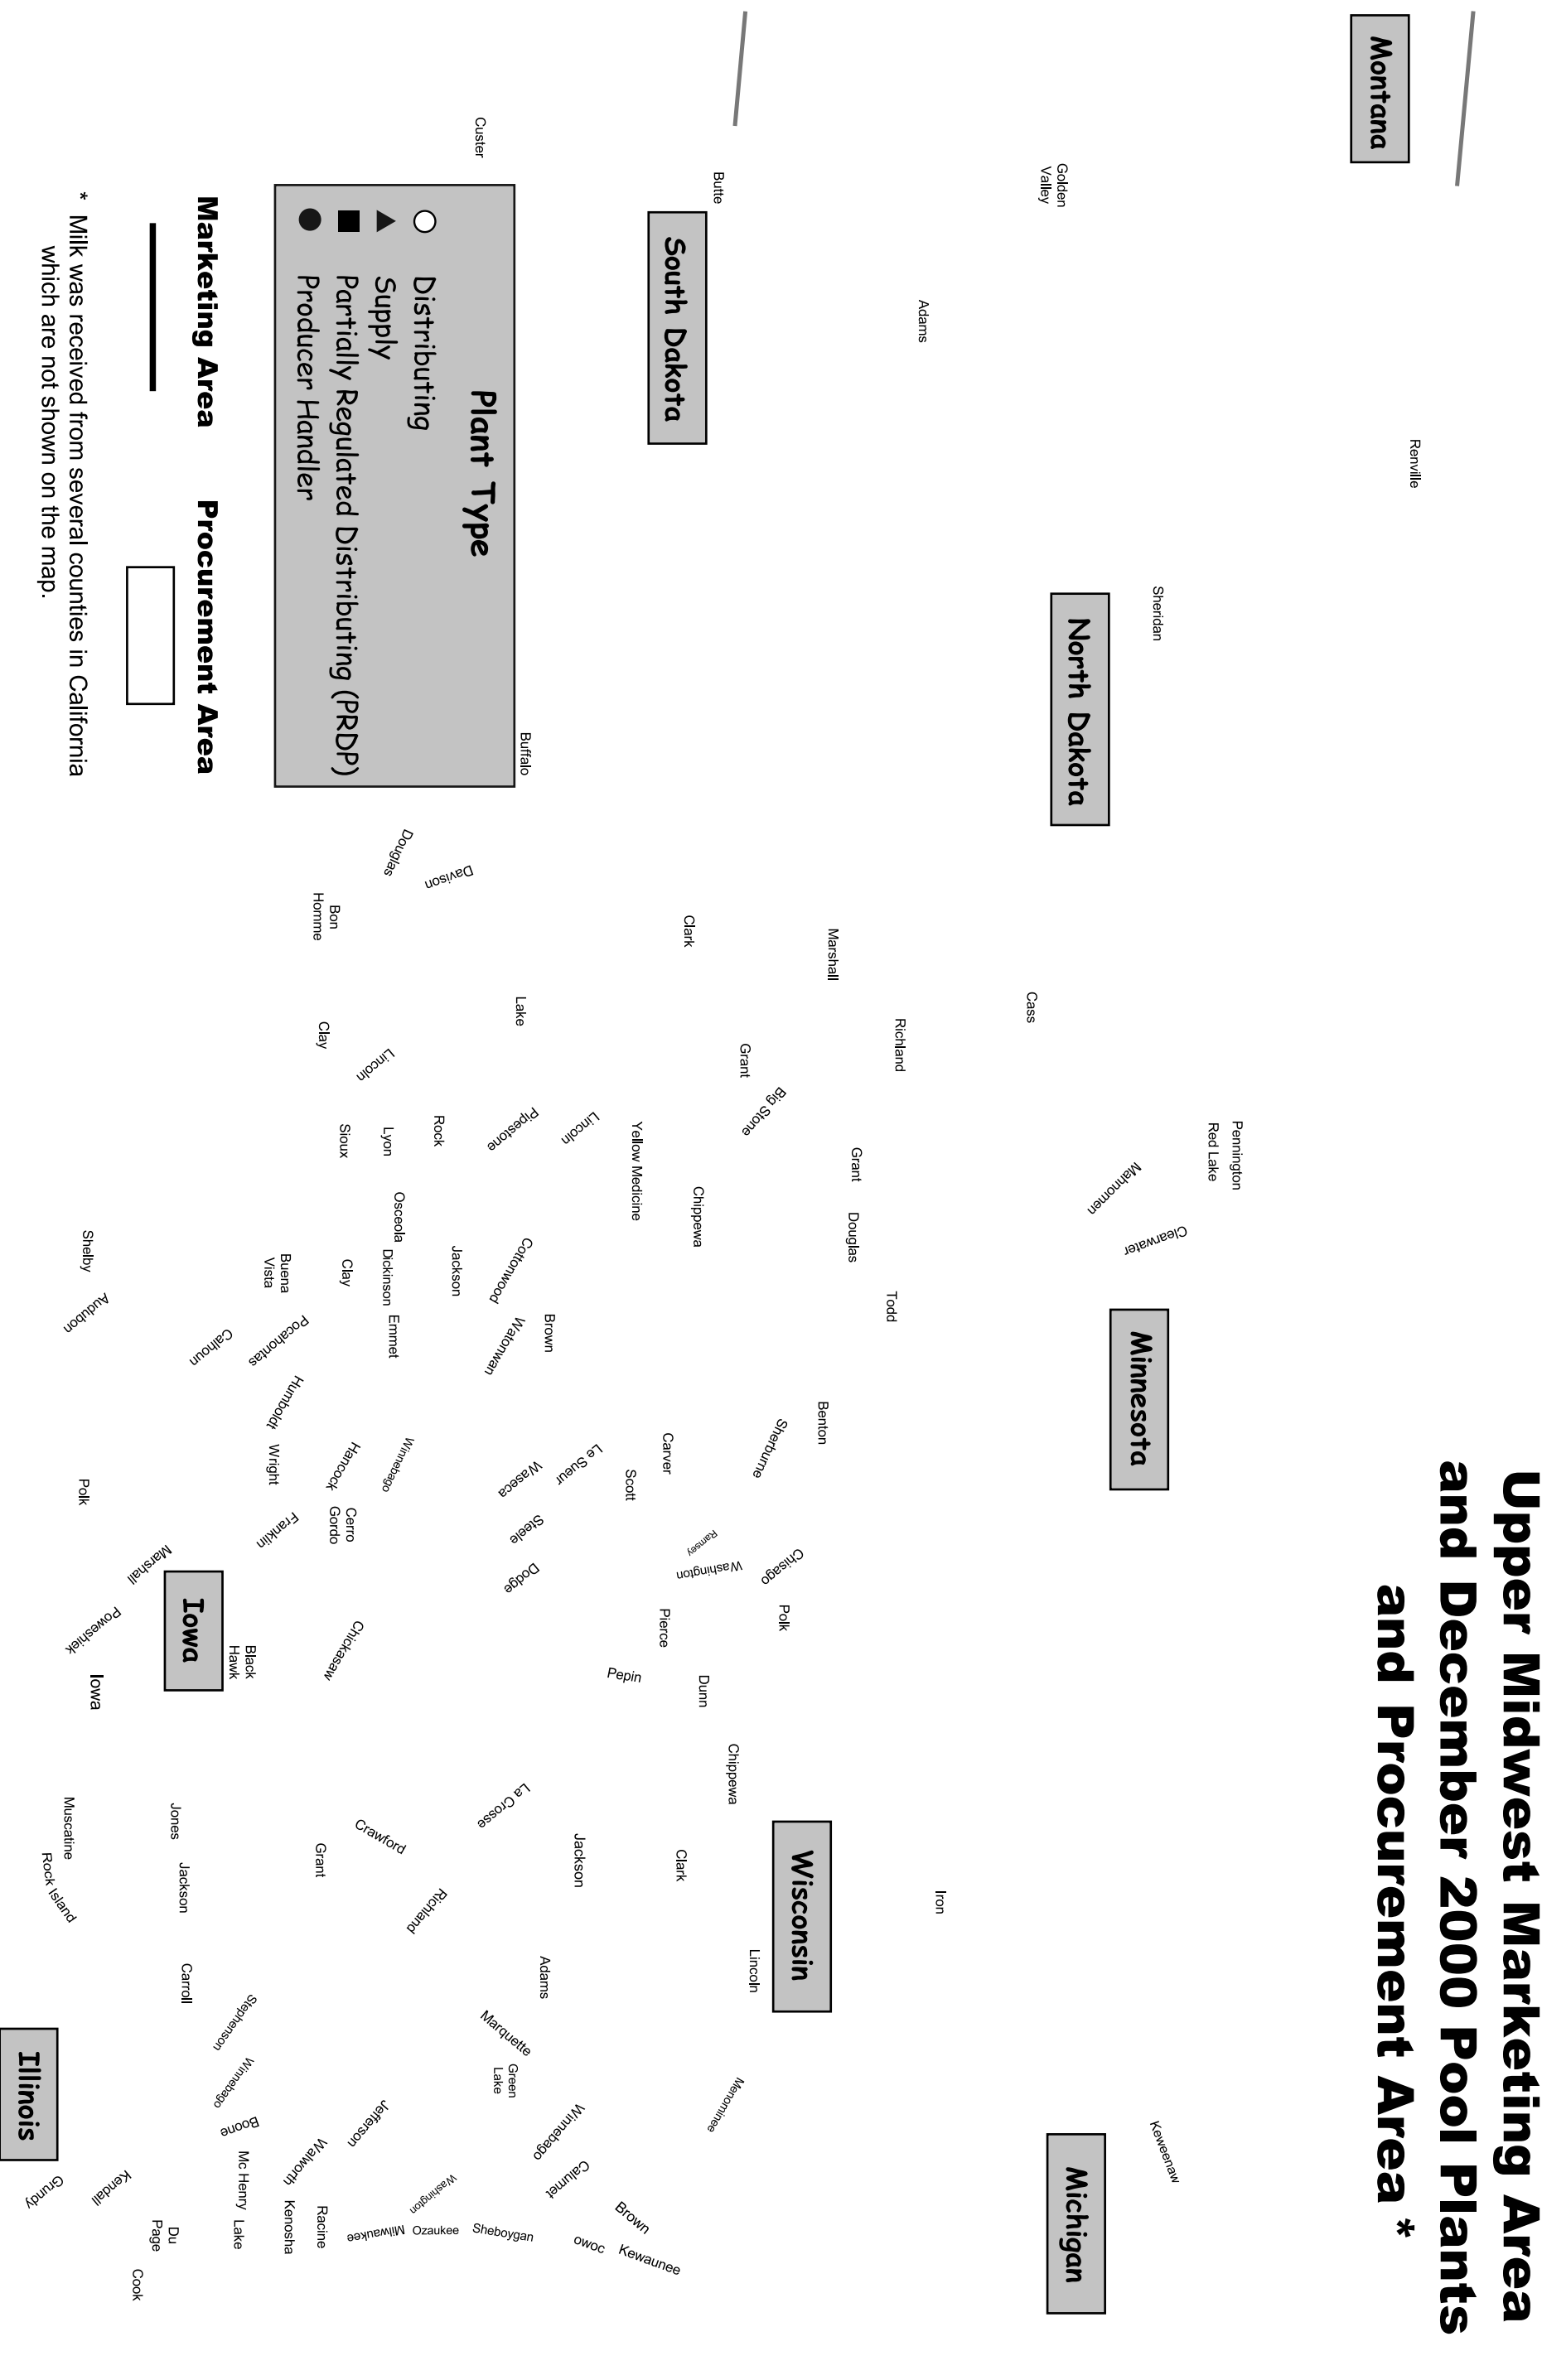 Upper Midwest Marketing Area
and December 2000 Pool Plants
and Procurement Area *
Montana
Renville
Pennington
Red Lake
Keweenaw
Clearwater
Mahnomen
Minnesota
Sheridan
North Dakota
Michigan
Golden
Valley
Cass
Iron
Adams
Richland
Todd
Grant
Douglas
Marshall
Benton
Wisconsin
Chisago
Polk
Sherburne
Big Stone
Lincoln
Grant
Chippewa
Menominee
Butte
Washington
Ramsey
Dunn
Chippewa
Clark
South Dakota
Clark
Carver
Pierce
Kewaunee
Yellow Medicine
Scott
Pepin
Brown
owoc
Lincoln
Le Sueur
Jackson
Calumet
Winnebago
Brown
Adams
Buffalo
Lake
Pipestone
Cottonwood
Watonwan
Waseca
Steele
Dodge
La Crosse
Marquette
Green
Lake
Sheboygan
Custer
Davison
Rock
Jackson
Richland
Washington
Ozaukee
Plant Type
Distributing
Supply
Partially Regulated Distributing (PRDP)
Producer Handler
Douglas
Lincoln
Lyon
Osceola
Dickinson
Emmet
Winnebago
Crawford
Jefferson
Milwaukee
Bon
Homme
Clay
Sioux
Clay
Hancock
Cerro
Gordo
Chickasaw
Grant
Walworth
Racine
Kenosha
Buena
Vista
Pocahontas
Humboldt
Wright
Franklin
Black
Hawk
Stephenson
Winnebago
Boone
Mc Henry
Lake
Calhoun
Iowa
Jones
Jackson
Carroll
Du
Page
Cook
Marketing Area
Procurement Area
Marshall
Shelby
Audubon
Polk
Poweshiek
Iowa
Muscatine
Rock Island
Kendall
Grundy
Illinois
* Milk was received from several counties in California
which are not shown on the map.